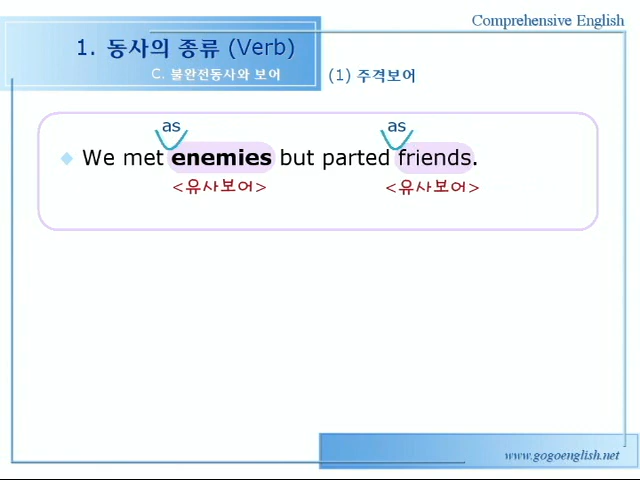 Comprehensive English
1. 동사의 종류 (Verb)
C. 불완전동사와 보어
(1) 주격보어
as as
We met enemies but parted friends.
<유사보어> <유사보어>
www.gogoenglish.net